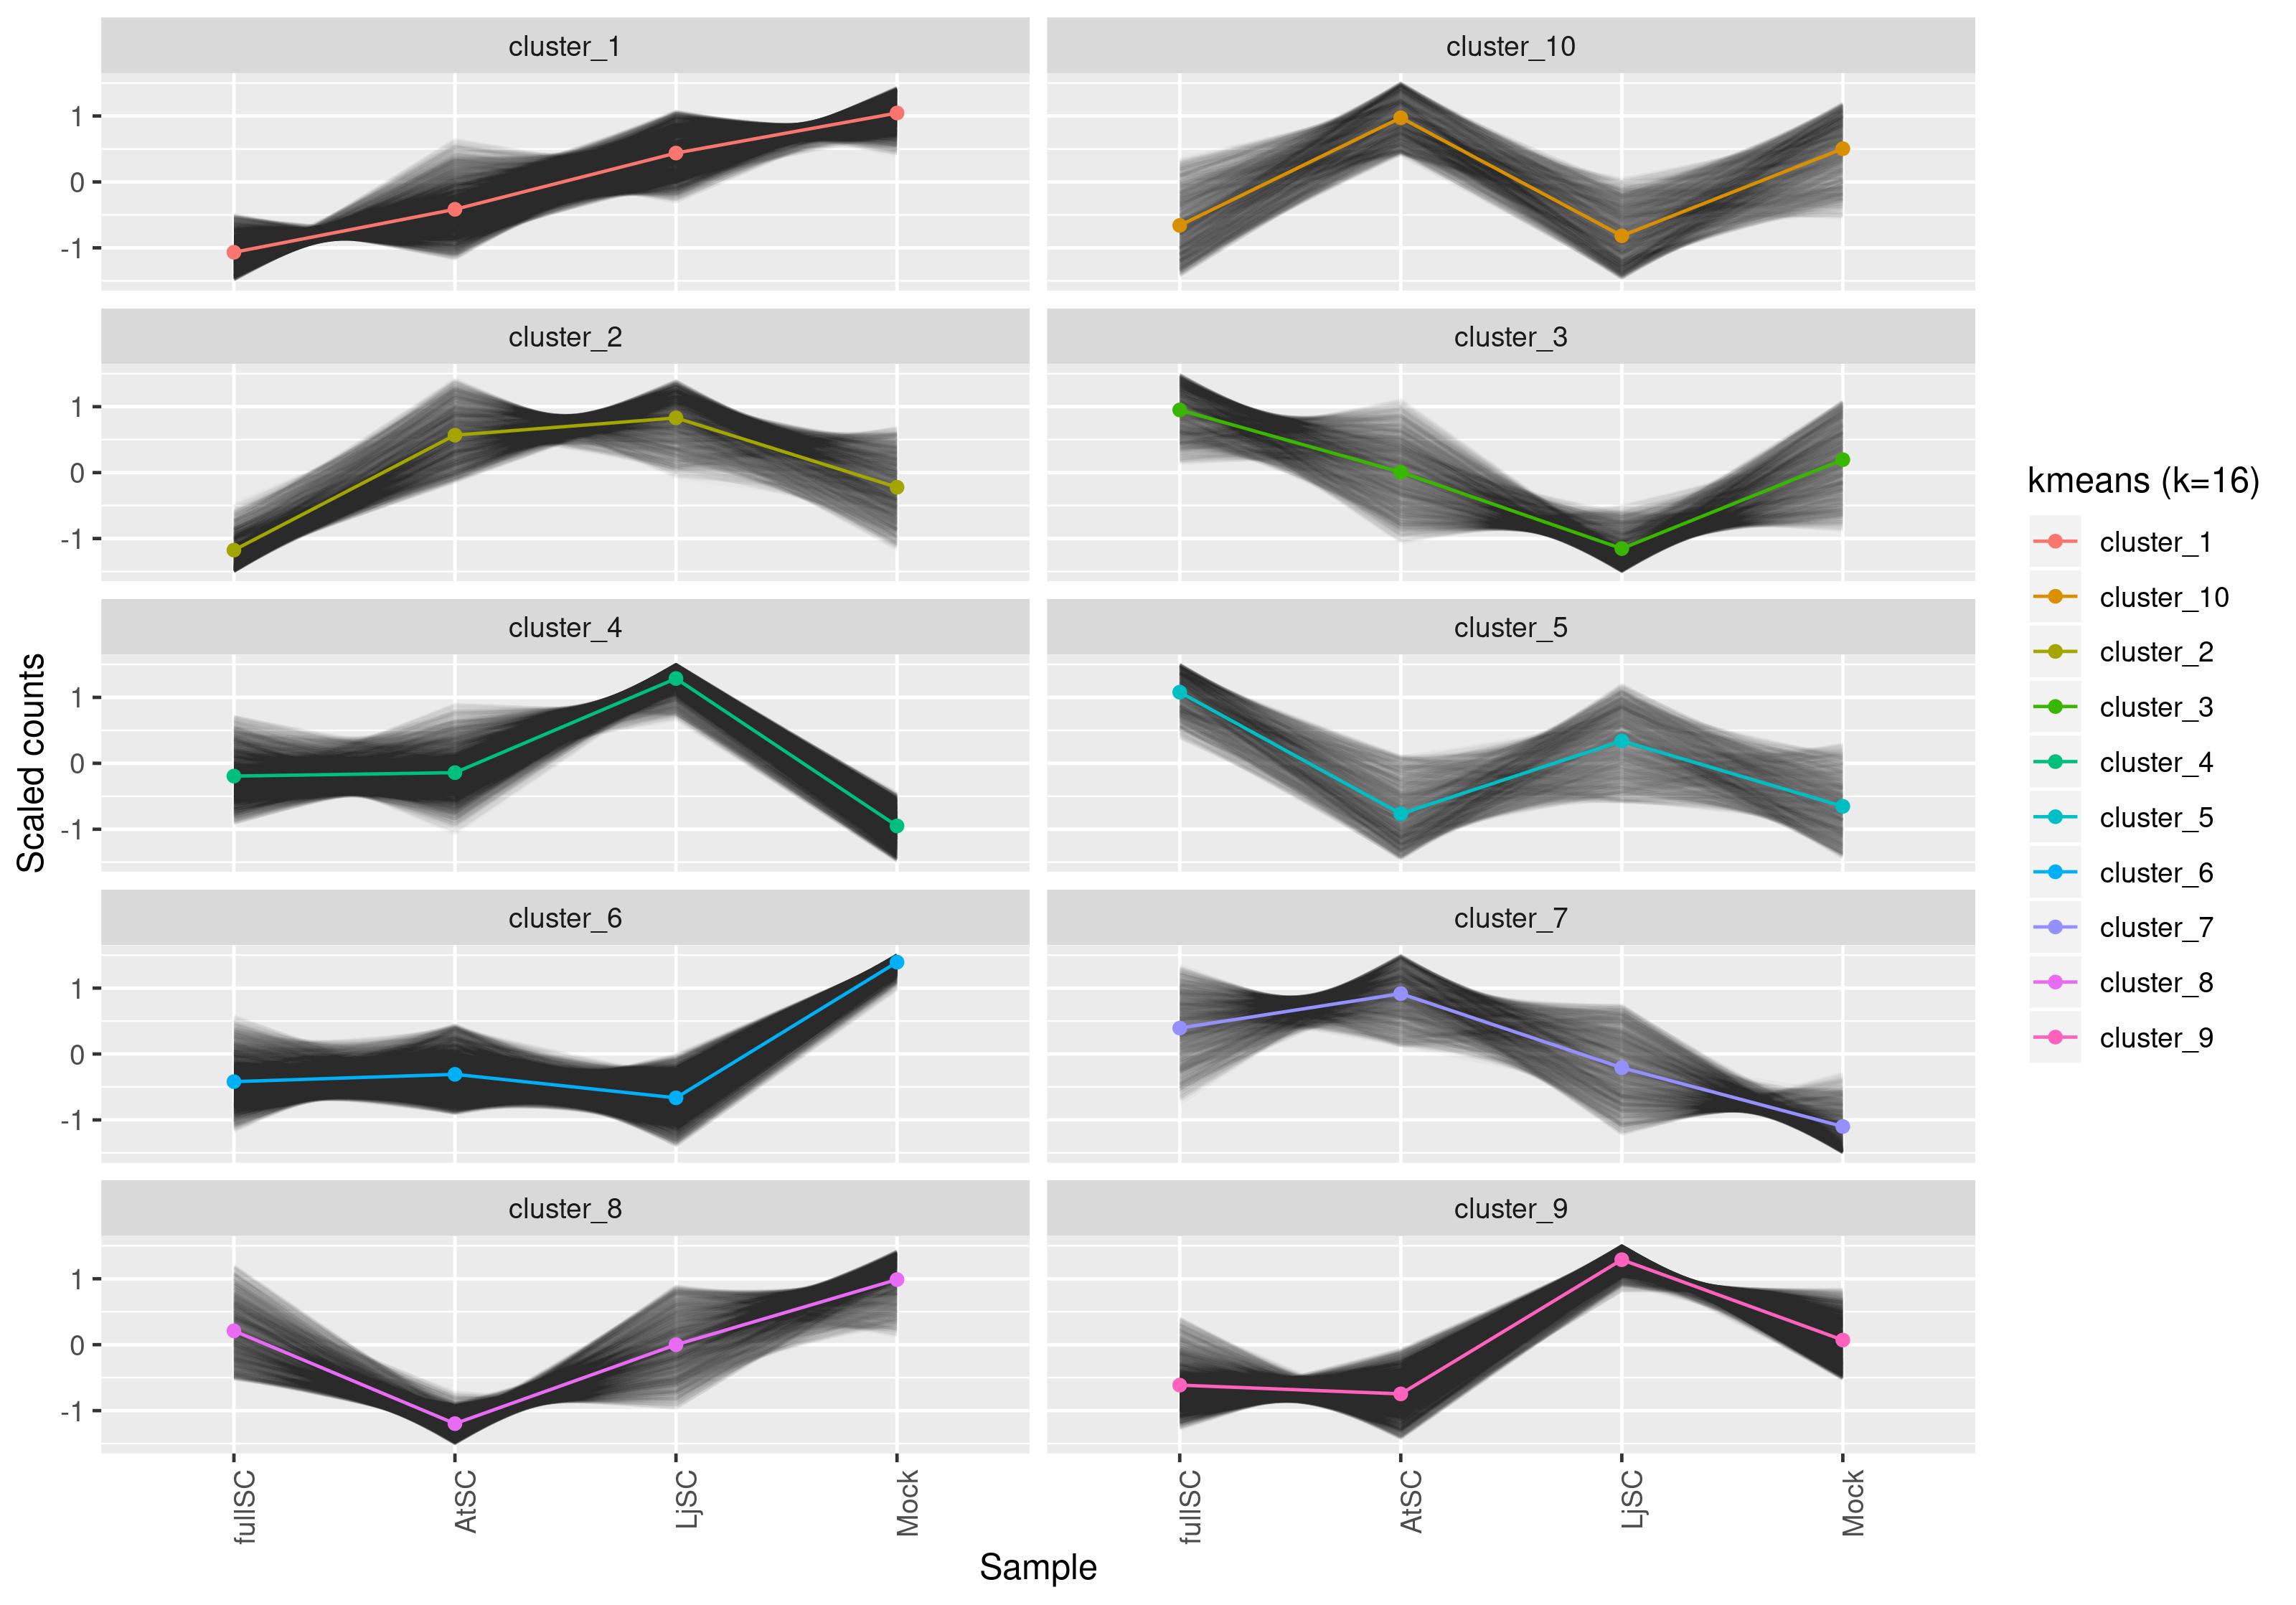 cluster_1
cluster_10
1
0
-1
cluster_2
cluster_3
1
0
-1
cluster_4
cluster_5
1
0
-1
cluster_6
cluster_7
1
0
-1
cluster_8
cluster_9
1
0
-1
Scaled counts
fullSC AtSC LjSC Mock
fullSC AtSC LjSC Mock
Sample
kmeans (k=16)
cluster_1
cluster_10
cluster_2
cluster_3
cluster_4
cluster_5
cluster_6
cluster_7
cluster_8
cluster_9